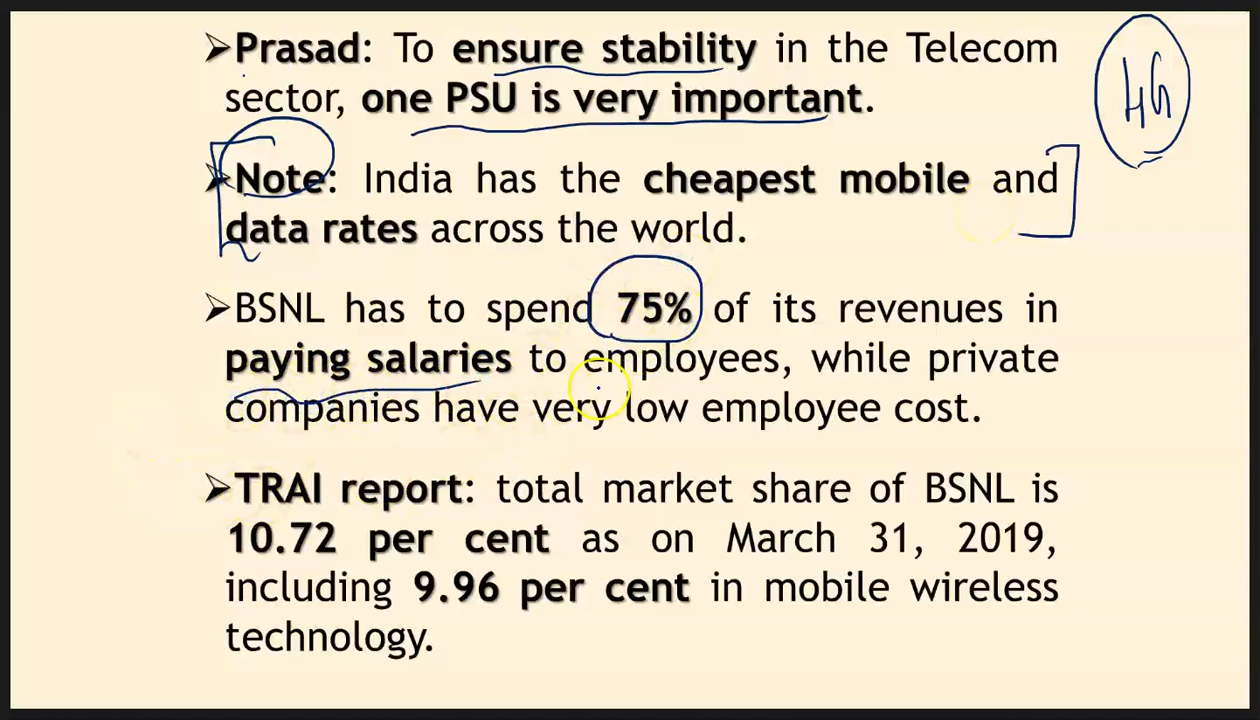 ➢Prasad: To ensure stability in the Telecom
sector, one PSU is very important.
4G
➢Note: India has the cheapest mobile and
data rates across the world.
➢BSNL has to spend 75% of its revenues in
paying salaries to employees, while private
companies have very low employee cost.
➢TRAI report: total market share of BSNL is
10.72 per cent as on March 31, 2019,
including 9.96 per cent in mobile wireless
technology.